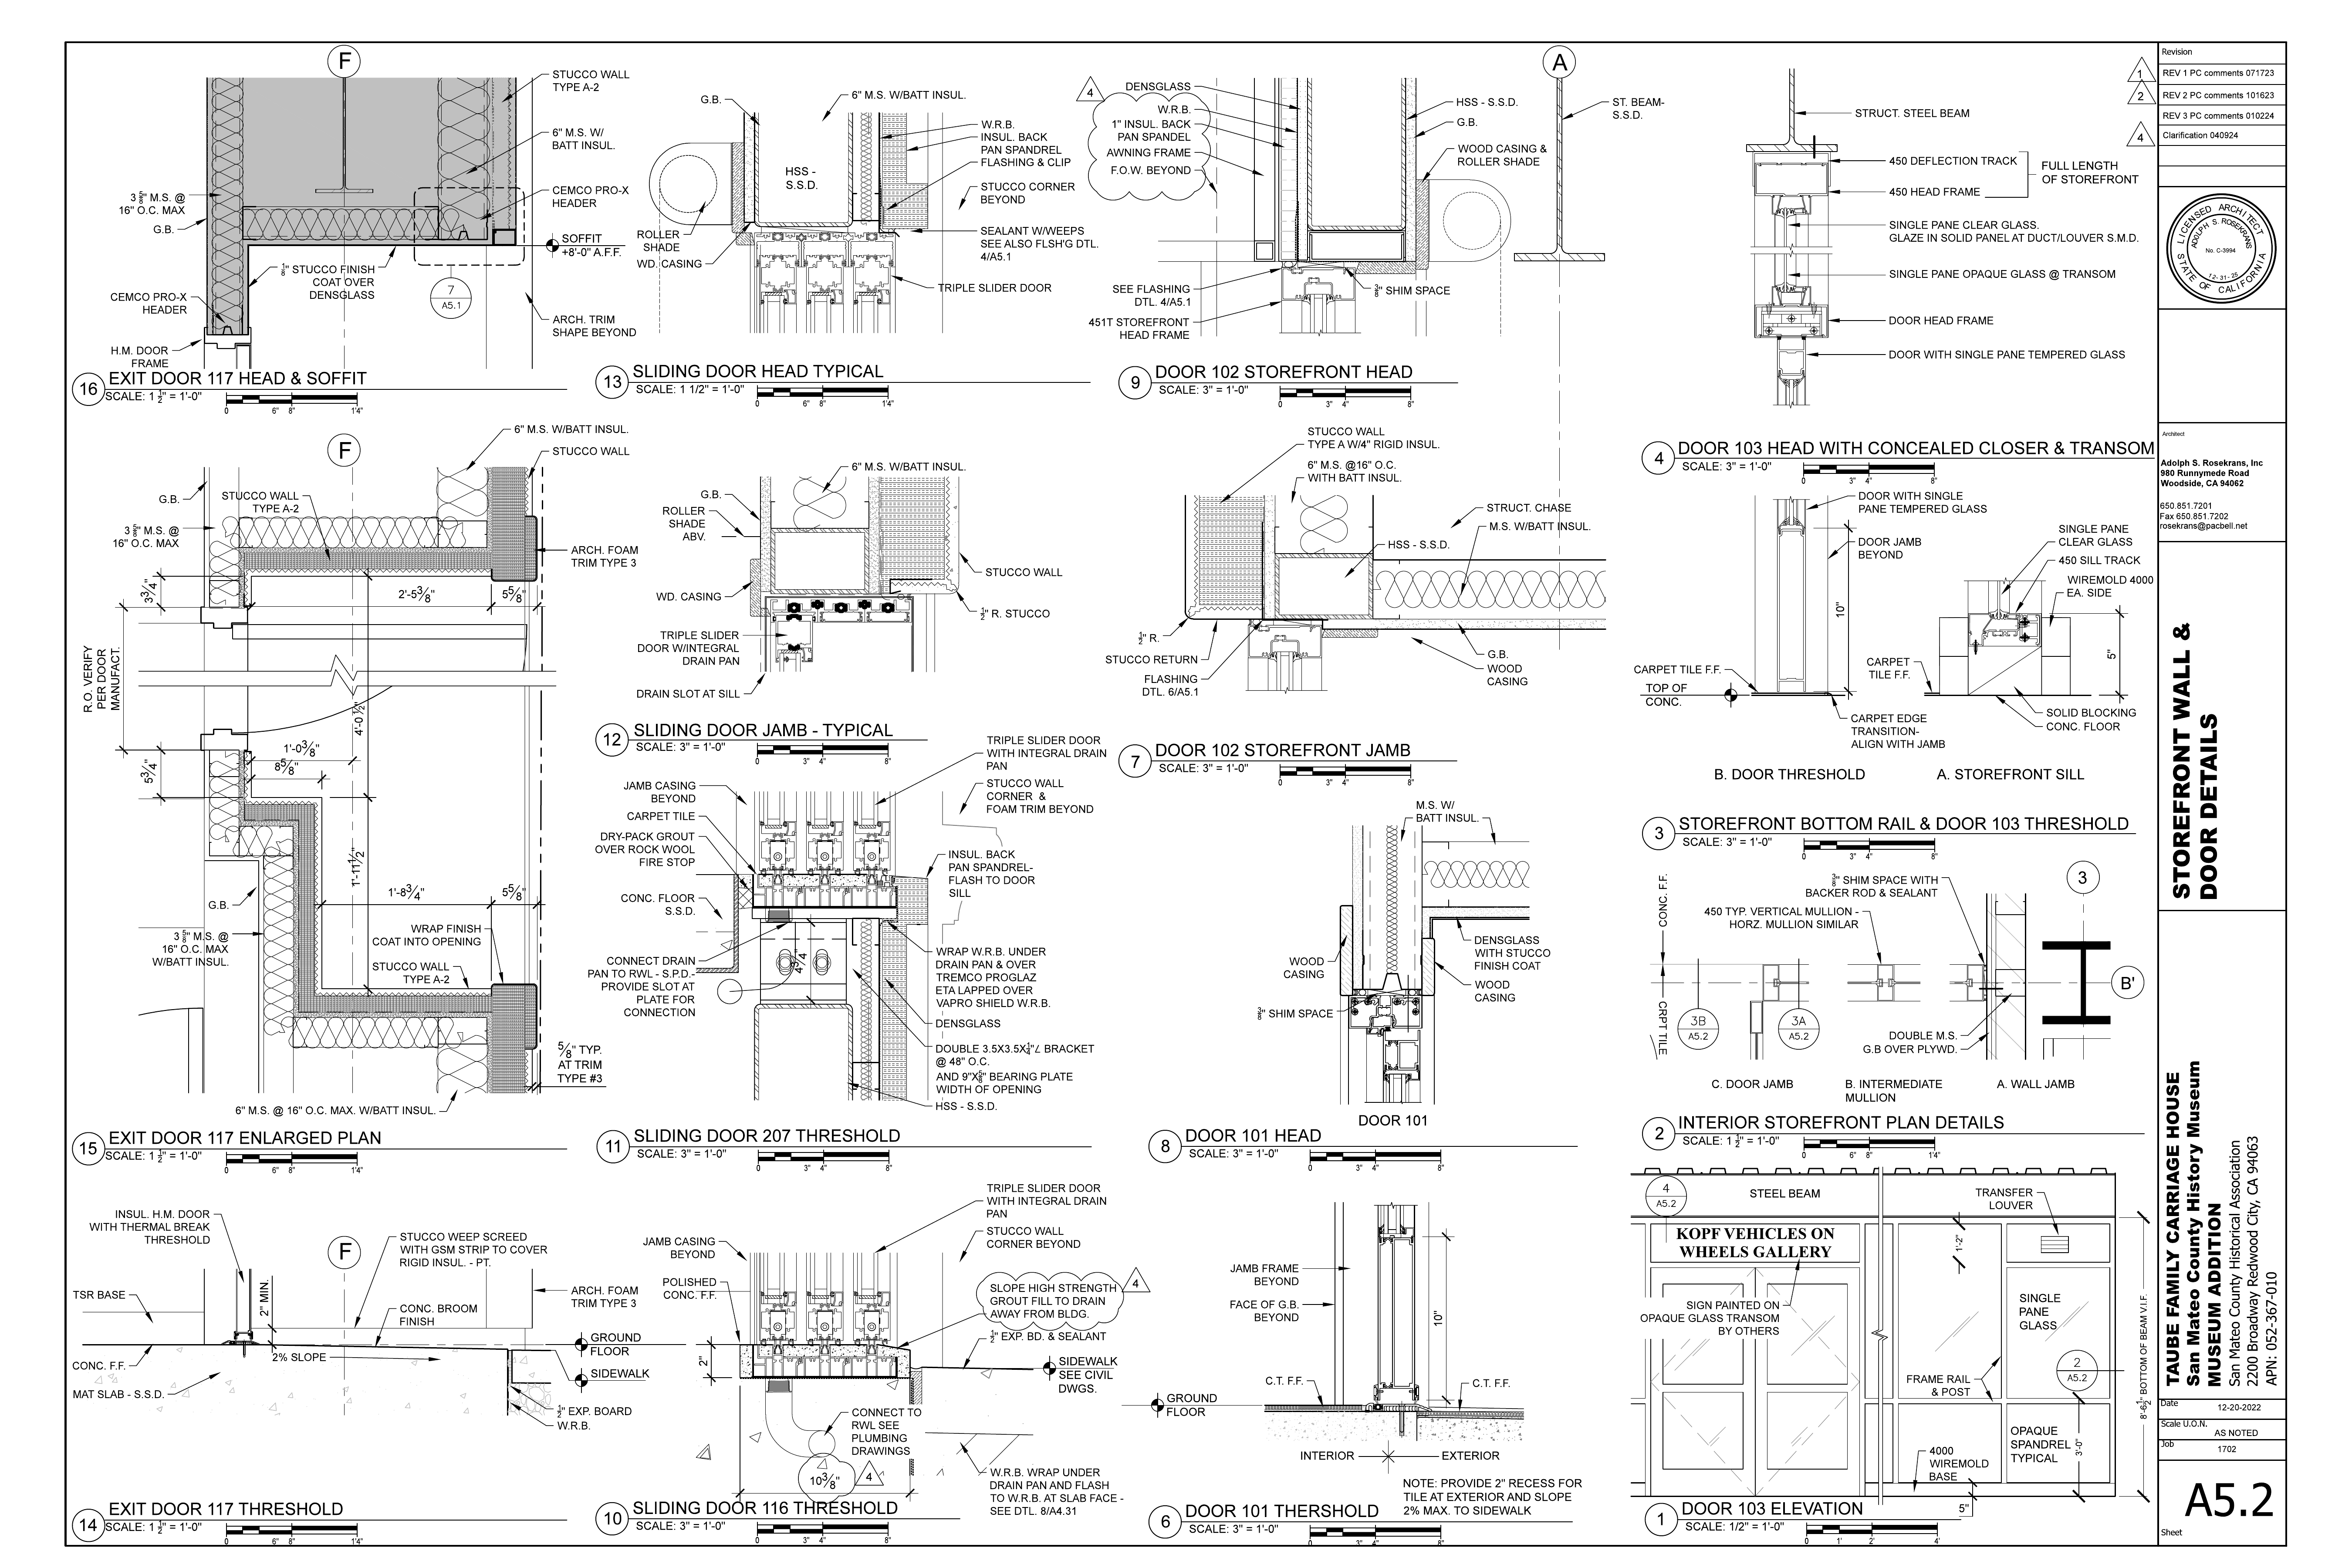 F
STUCCO WALL
TYPE A-2
6" M.S. W/
BATT INSUL.
3 5/8" M.S. @
16" O.C. MAX
G.B.
CEMCO PRO-X
HEADER
SOFFIT
+8'-0" A.F.F.
1/8" STUCCO FINISH
COAT OVER
DENSGLASS
CEMCO PRO-X
HEADER
7
A5.1
ARCH. TRIM
SHAPE BEYOND
H.M. DOOR
FRAME
16
EXIT DOOR 117 HEAD & SOFFIT
SCALE: 1 1/2" = 1'-0"
0 6" 8" 1'4"
G.B.
6" M.S. W/BATT INSUL.
W.R.B.
INSUL. BACK
PAN SPANDREL
FLASHING & CLIP
HSS -
S.S.D.
STUCCO CORNER
BEYOND
ROLLER
SHADE
WD. CASING
SEALANT W/WEEPS
SEE ALSO FLSH'G DTL.
4/A5.1
TRIPLE SLIDER DOOR
13
SLIDING DOOR HEAD TYPICAL
SCALE: 1 1/2" = 1'-0"
0 6" 8" 1'4"
4
DENSGLASS
W.R.B.
1" INSUL. BACK
PAN SPANDEL
AWNING FRAME
F.O.W. BEYOND
A
HSS - S.S.D.
G.B.
ST. BEAM-
S.S.D.
WOOD CASING &
ROLLER SHADE
SEE FLASHING
DTL. 4/A5.1
3/8" SHIM SPACE
451T STOREFRONT
HEAD FRAME
9
DOOR 102 STOREFRONT HEAD
SCALE: 3" = 1'-0"
0 3" 4" 8"
STRUCT. STEEL BEAM
450 DEFLECTION TRACK
FULL LENGTH
OF STOREFRONT
450 HEAD FRAME
SINGLE PANE CLEAR GLASS.
GLAZE IN SOLID PANEL AT DUCT/LOUVER S.M.D.
SINGLE PANE OPAQUE GLASS @ TRANSOM
DOOR HEAD FRAME
DOOR WITH SINGLE PANE TEMPERED GLASS
4
DOOR 103 HEAD WITH CONCEALED CLOSER & TRANSOM
SCALE: 3" = 1'-0"
0 3" 4" 8"
F
6" M.S. W/BATT INSUL.
STUCCO WALL
G.B.
STUCCO WALL
TYPE A-2
3 5/8" M.S. @
16" O.C. MAX
ARCH. FOAM
TRIM TYPE 3
3 3/4"
2'-5 3/8"
5 5/8"
R.O. VERIFY
PER DOOR
MANUFACT.
4'-0 1/2"
1'-0 3/8"
8 5/8"
5 3/4"
1'-11 1/2"
1'-8 3/4"
5 5/8"
G.B.
WRAP FINISH
COAT INTO OPENING
3 5/8" M.S. @
16" O.C. MAX
W/BATT INSUL.
STUCCO WALL
TYPE A-2
5/8" TYP.
AT TRIM
TYPE #3
6" M.S. @ 16" O.C. MAX. W/BATT INSUL.
15
EXIT DOOR 117 ENLARGED PLAN
SCALE: 1 1/2" = 1'-0"
0 6" 8" 1'4"
6" M.S. W/BATT INSUL.
G.B.
ROLLER
SHADE
ABV.
STUCCO WALL
WD. CASING
1/2" R. STUCCO
TRIPLE SLIDER
DOOR W/INTEGRAL
DRAIN PAN
DRAIN SLOT AT SILL
12
SLIDING DOOR JAMB - TYPICAL
SCALE: 3" = 1'-0"
0 3" 4" 8"
STUCCO WALL
TYPE A W/4" RIGID INSUL.
6" M.S. @16" O.C.
WITH BATT INSUL.
STRUCT. CHASE
M.S. W/BATT INSUL.
HSS - S.S.D.
1/2" R.
STUCCO RETURN
FLASHING
DTL. 6/A5.1
G.B.
WOOD
CASING
7
DOOR 102 STOREFRONT JAMB
SCALE: 3" = 1'-0"
0 3" 4" 8"
DOOR WITH SINGLE
PANE TEMPERED GLASS
DOOR JAMB
BEYOND
10"
SINGLE PANE
CLEAR GLASS
450 SILL TRACK
WIREMOLD 4000
EA. SIDE
5"
CARPET TILE F.F.
CARPET
TILE F.F.
TOP OF
CONC.
SOLID BLOCKING
CONC. FLOOR
CARPET EDGE
TRANSITION-
ALIGN WITH JAMB
B. DOOR THRESHOLD
A. STOREFRONT SILL
3
STOREFRONT BOTTOM RAIL & DOOR 103 THRESHOLD
SCALE: 3" = 1'-0"
0 3" 4" 8"
TRIPLE SLIDER DOOR
WITH INTEGRAL DRAIN
PAN
JAMB CASING
BEYOND
STUCCO WALL
CORNER &
FOAM TRIM BEYOND
CARPET TILE
DRY-PACK GROUT
OVER ROCK WOOL
FIRE STOP
INSUL. BACK
PAN SPANDREL-
FLASH TO DOOR
SILL
CONC. FLOOR
S.S.D.
4 3/4"
CONNECT DRAIN
PAN TO RWL - S.P.D.-
PROVIDE SLOT AT
PLATE FOR
CONNECTION
WRAP W.R.B. UNDER
DRAIN PAN & OVER
TREMCO PROGLAZ
ETA LAPPED OVER
VAPRO SHIELD W.R.B.
DENSGLASS
DOUBLE 3.5X3.5X1/4"∠ BRACKET
@ 48" O.C.
AND 9"X3/8" BEARING PLATE
WIDTH OF OPENING
HSS - S.S.D.
11
SLIDING DOOR 207 THRESHOLD
SCALE: 3" = 1'-0"
0 3" 4" 8"
M.S. W/
BATT INSUL.
WOOD
CASING
DENSGLASS
WITH STUCCO
FINISH COAT
WOOD
CASING
3/8" SHIM SPACE
DOOR 101
8
DOOR 101 HEAD
SCALE: 3" = 1'-0"
0 3" 4" 8"
3/8" SHIM SPACE WITH
BACKER ROD & SEALANT
450 TYP. VERTICAL MULLION -
HORZ. MULLION SIMILAR
3
CONC. F.F.
CRPT TILE
B'
3B
A5.2
3A
A5.2
DOUBLE M.S.
G.B OVER PLYWD.
C. DOOR JAMB
B. INTERMEDIATE
MULLION
A. WALL JAMB
2
INTERIOR STOREFRONT PLAN DETAILS
SCALE: 1 1/2" = 1'-0"
0 6" 8" 1'4"
INSUL. H.M. DOOR
WITH THERMAL BREAK
THRESHOLD
F
STUCCO WEEP SCREED
WITH GSM STRIP TO COVER
RIGID INSUL. - PT.
TSR BASE
2" MIN.
ARCH. FOAM
TRIM TYPE 3
CONC. BROOM
FINISH
GROUND
FLOOR
2% SLOPE
CONC. F.F.
SIDEWALK
MAT SLAB - S.S.D.
1/2" EXP. BOARD
W.R.B.
14
EXIT DOOR 117 THRESHOLD
SCALE: 1 1/2" = 1'-0"
0 6" 8" 1'4"
TRIPLE SLIDER DOOR
WITH INTEGRAL DRAIN
PAN
JAMB CASING
BEYOND
STUCCO WALL
CORNER BEYOND
POLISHED
CONC. F.F.
SLOPE HIGH STRENGTH
GROUT FILL TO DRAIN
AWAY FROM BLDG.
4
1/2" EXP. BD. & SEALANT
2"
SIDEWALK
SEE CIVIL
DWGS.
CONNECT TO
RWL SEE
PLUMBING
DRAWINGS
10 3/8"
4
W.R.B. WRAP UNDER
DRAIN PAN AND FLASH
TO W.R.B. AT SLAB FACE -
SEE DTL. 8/A4.31
10
SLIDING DOOR 116 THRESHOLD
SCALE: 3" = 1'-0"
0 3" 4" 8"
JAMB FRAME
BEYOND
FACE OF G.B.
BEYOND
10"
C.T. F.F.
C.T. F.F.
GROUND
FLOOR
INTERIOR
EXTERIOR
NOTE: PROVIDE 2" RECESS FOR
TILE AT EXTERIOR AND SLOPE
2% MAX. TO SIDEWALK
6
DOOR 101 THERSHOLD
SCALE: 3" = 1'-0"
0 3" 4" 8"
4
A5.2
STEEL BEAM
TRANSFER
LOUVER
KOPF VEHICLES ON
WHEELS GALLERY
1'-2"
SIGN PAINTED ON
OPAQUE GLASS TRANSOM
BY OTHERS
SINGLE
PANE
GLASS
2
A5.2
FRAME RAIL
& POST
OPAQUE
SPANDREL
TYPICAL
3'-0"
8'-6 1/2" BOTTOM OF BEAM V.I.F.
4000
WIREMOLD
BASE
5"
1
DOOR 103 ELEVATION
SCALE: 1/2" = 1'-0"
0 1' 2' 4'
Revision
1
REV 1 PC comments 071723
2
REV 2 PC comments 101623
REV 3 PC comments 010224
4
Clarification 040924
LICENSED ARCHITECT
ADOLPH S. ROSEKRANS
No. C-3994
12-31-25
STATE OF CALIFORNIA
Architect
Adolph S. Rosekrans, Inc
980 Runnymede Road
Woodside, CA 94062
650.851.7201
Fax 650.851.7202
rosekrans@pacbell.net
STOREFRONT WALL &
DOOR DETAILS
TAUBE FAMILY CARRIAGE HOUSE
San Mateo County History Museum
MUSEUM ADDITION
San Mateo County Historical Association
2200 Broadway Redwood City, CA 94063
APN: 052-367-010
Date
12-20-2022
Scale U.O.N.
AS NOTED
Job
1702
A5.2
Sheet